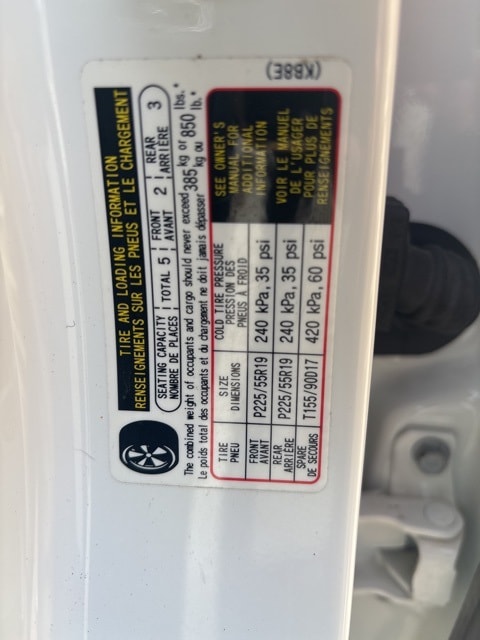 TIRE AND LOADING INFORMATION
RENSEIGNEMENTS SUR LES PNEUS ET LE CHARGEMENT
SEATING CAPACITY
NOMBRE DE PLACES
TOTAL 5
FRONT
AVANT
2
REAR
ARRIÈRE
3
The combined weight of occupants and cargo should never exceed 385 kg or 850 lbs.*
Le poids total des occupants et du chargement ne doit jamais dépasser kg ou lb.*
TIRE
PNEU
SIZE
DIMENSIONS
COLD TIRE PRESSURE
PRESSION DES
PNEUS À FROID
FRONT
AVANT
P225/55R19
240 kPa, 35 psi
REAR
ARRIÈRE
P225/55R19
240 kPa, 35 psi
SPARE
DE SECOURS
T155/90D17
420 kPa, 60 psi
SEE OWNER'S
MANUAL FOR
ADDITIONAL
INFORMATION
VOIR LE MANUEL
DE L'USAGER
POUR PLUS DE
RENSEIGNEMENTS
(KB8E)